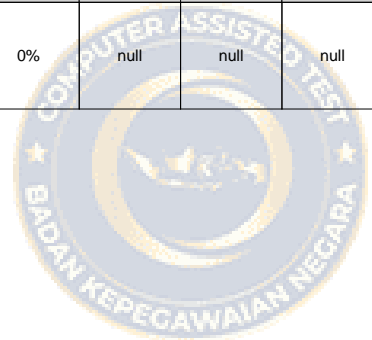 0% null null null
COMPUTER ASSISTED TEST
BADAN KEPEGAWAIAN NEGARA